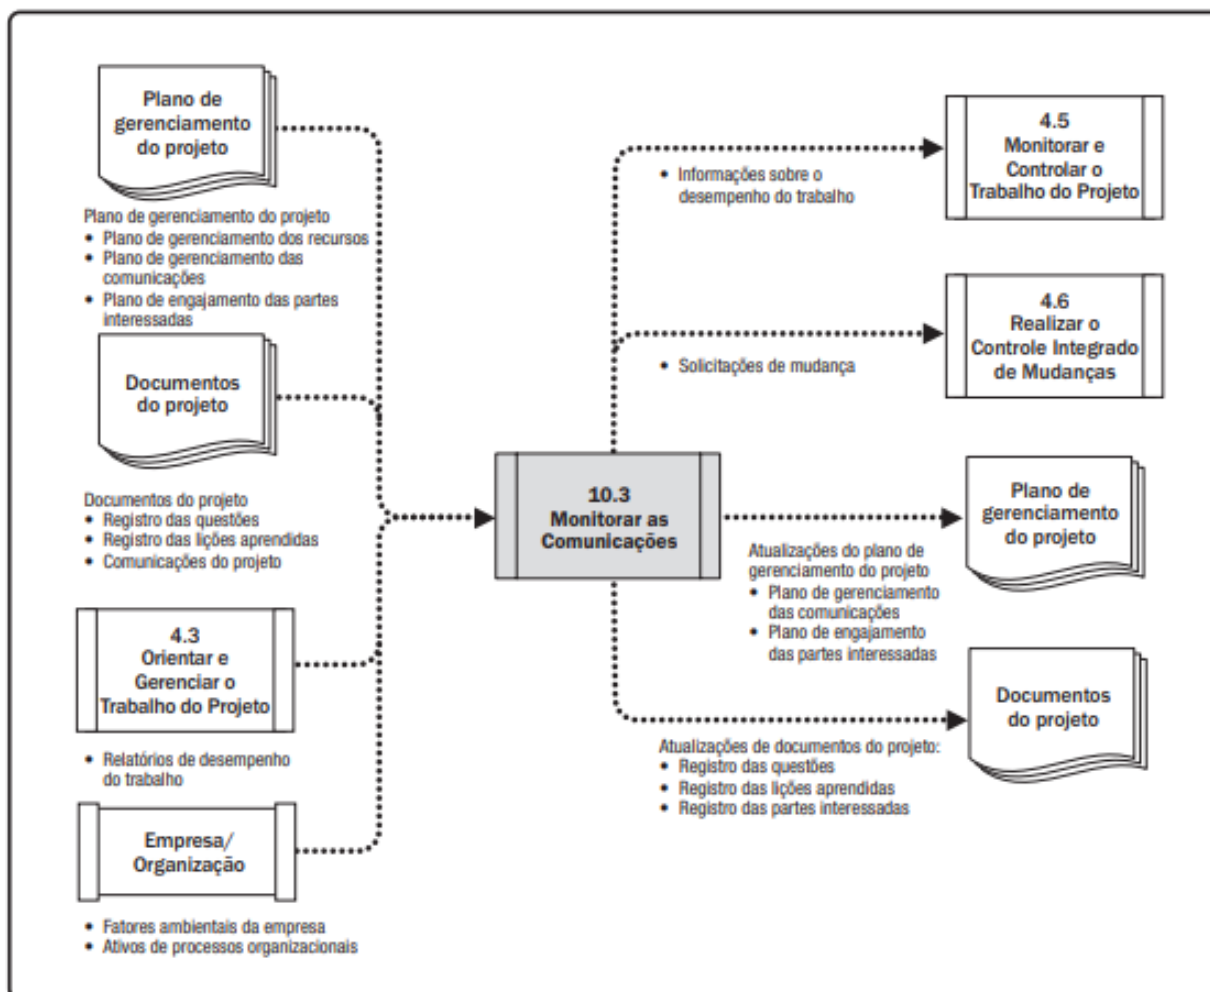 Plano de
gerenciamento
do projeto
Plano de gerenciamento do projeto
• Plano de gerenciamento dos recursos
• Plano de gerenciamento das
comunicações
• Plano de engajamento das partes
interessadas
Documentos
do projeto
Documentos do projeto
• Registro das questões
• Registro das lições aprendidas
• Comunicações do projeto
4.3
Orientar e
Gerenciar o
Trabalho do Projeto
• Relatórios de desempenho
do trabalho
Empresa/
Organização
• Fatores ambientais da empresa
• Ativos de processos organizacionais
10.3
Monitorar as
Comunicações
• Informações sobre o
desempenho do trabalho
4.5
Monitorar e
Controlar o
Trabalho do Projeto
• Solicitações de mudança
4.6
Realizar o
Controle Integrado
de Mudanças
Atualizações do plano de
gerenciamento do projeto
• Plano de gerenciamento
das comunicações
• Plano de engajamento
das partes interessadas
Plano de
gerenciamento
do projeto
Atualizações de documentos do projeto:
• Registro das questões
• Registro das lições aprendidas
• Registro das partes interessadas
Documentos
do projeto